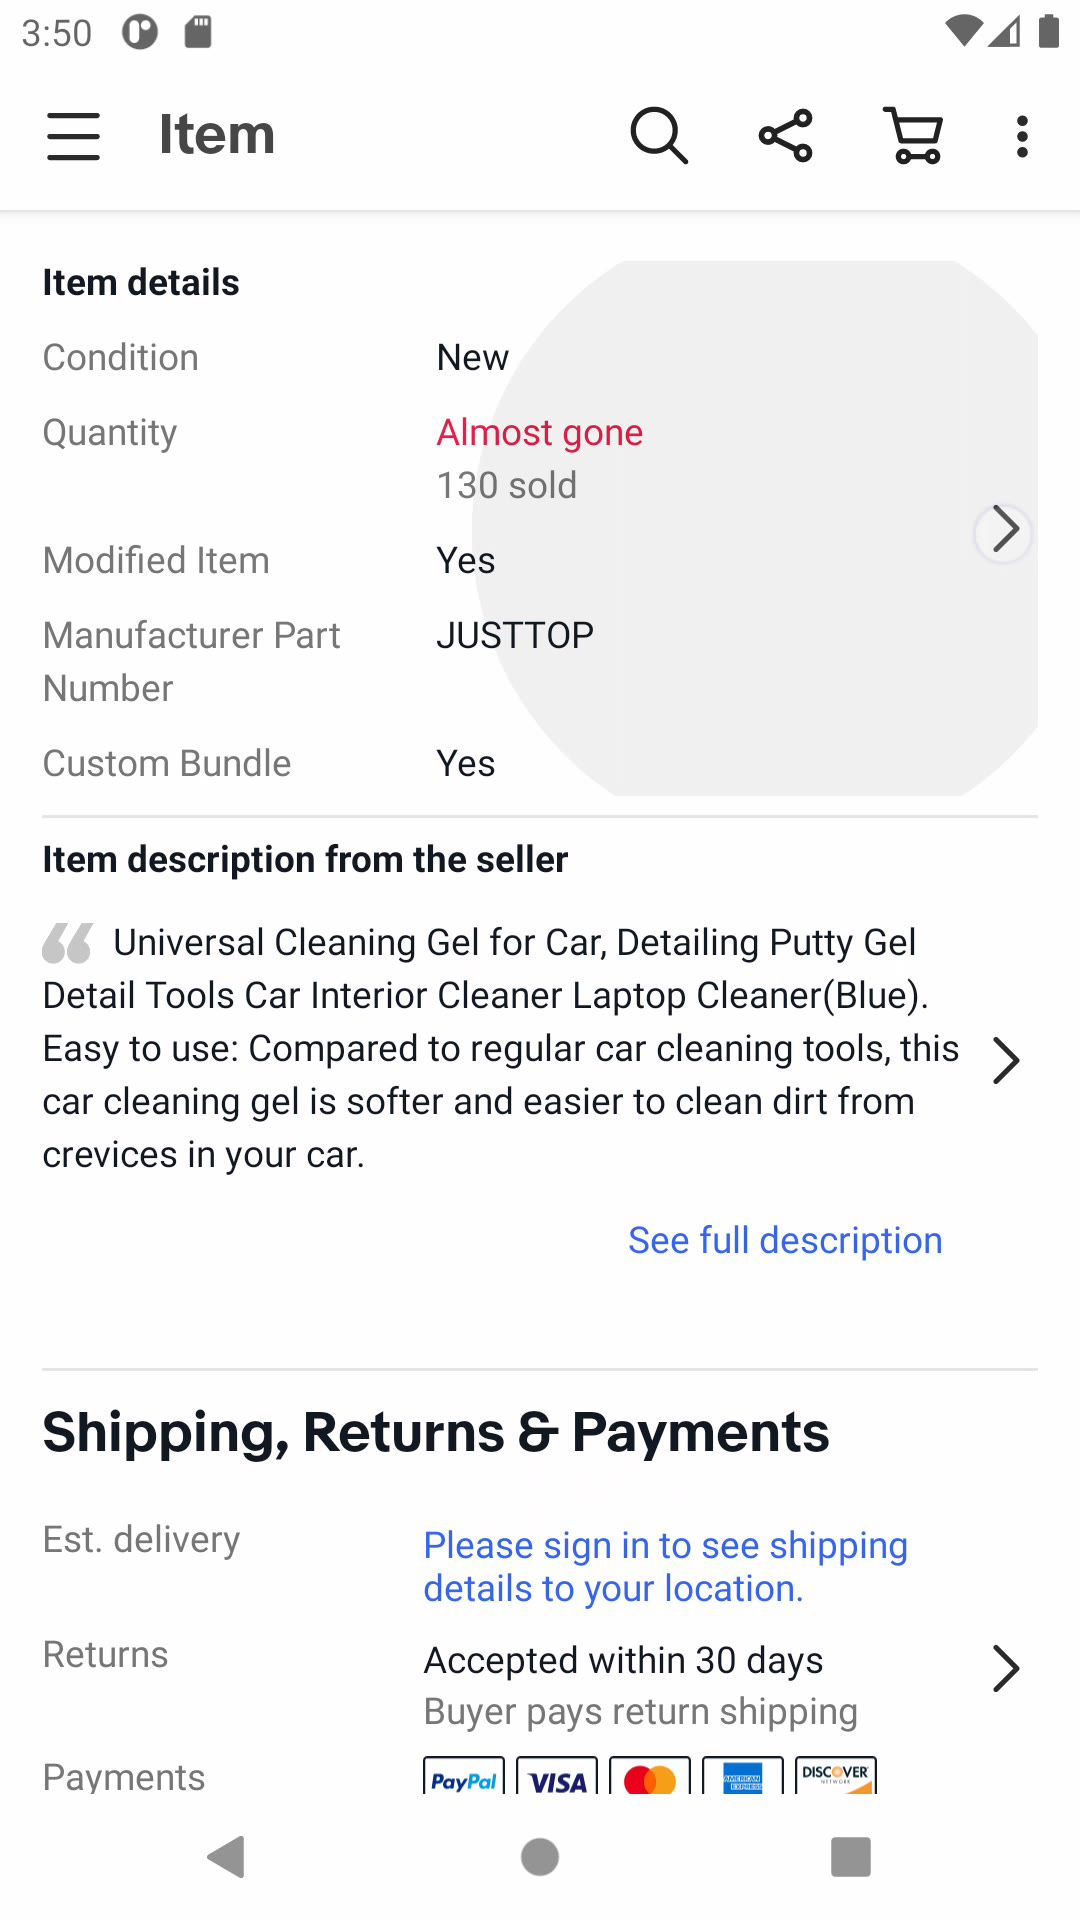 3:50
Item
Item details
Condition New
Quantity Almost gone
130 sold
Modified Item Yes
Manufacturer Part Number JUSTTOP
Custom Bundle Yes
Item description from the seller
Universal Cleaning Gel for Car, Detailing Putty Gel
Detail Tools Car Interior Cleaner Laptop Cleaner(Blue).
Easy to use: Compared to regular car cleaning tools, this
car cleaning gel is softer and easier to clean dirt from
crevices in your car.
See full description
Shipping, Returns & Payments
Est. delivery Please sign in to see shipping
details to your location.
Returns Accepted within 30 days
Buyer pays return shipping
Payments PayPal VISA AMERICAN EXPRESS DISCOVER NETWORK